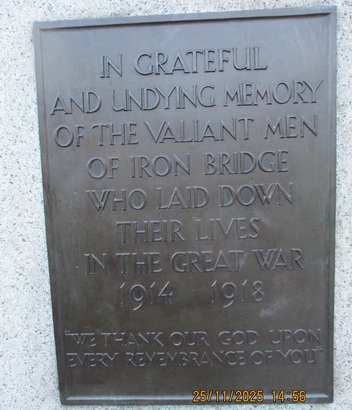 IN GRATEFUL
AND UNDYING MEMORY
OF THE VALIANT MEN
OF IRON BRIDGE
WHO LAID DOWN
THEIR LIVES
IN THE GREAT WAR
1914 1918
"WE THANK OUR GOD UPON
EVERY REMEMBRANCE OF YOU"
25/11/2025 14:56